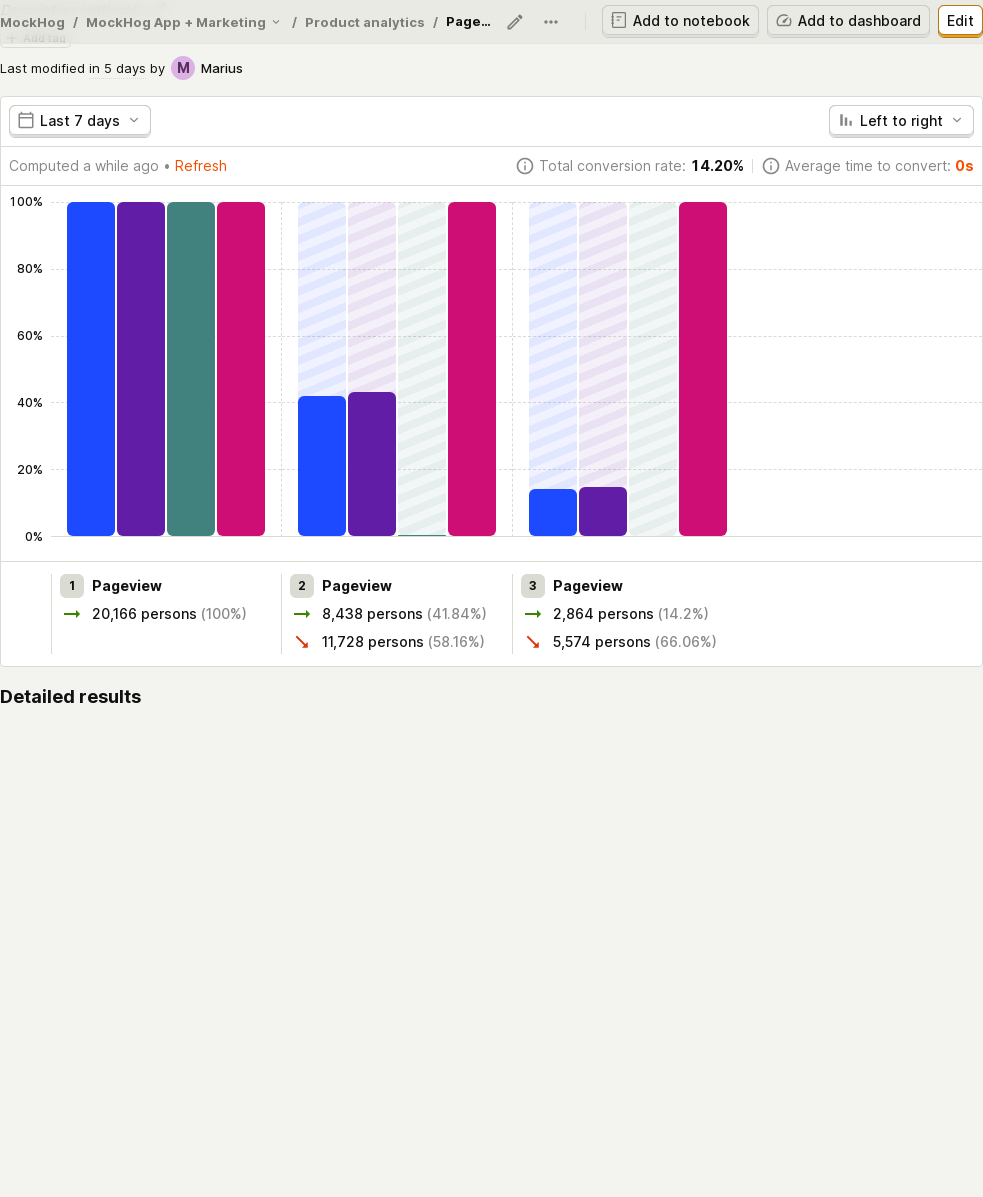 MockHog / MockHog App + Marketing / Product analytics / Page... Add to notebook Add to dashboard Edit
Add tag
Last modified in 5 days by M Marius
Last 7 days Left to right
Computed a while ago • Refresh Total conversion rate: 14.20% Average time to convert: 0s
100%
80%
60%
40%
20%
0%
1 Pageview 2 Pageview 3 Pageview
20,166 persons (100%) 8,438 persons (41.84%) 2,864 persons (14.2%)
11,728 persons (58.16%) 5,574 persons (66.06%)
Detailed results